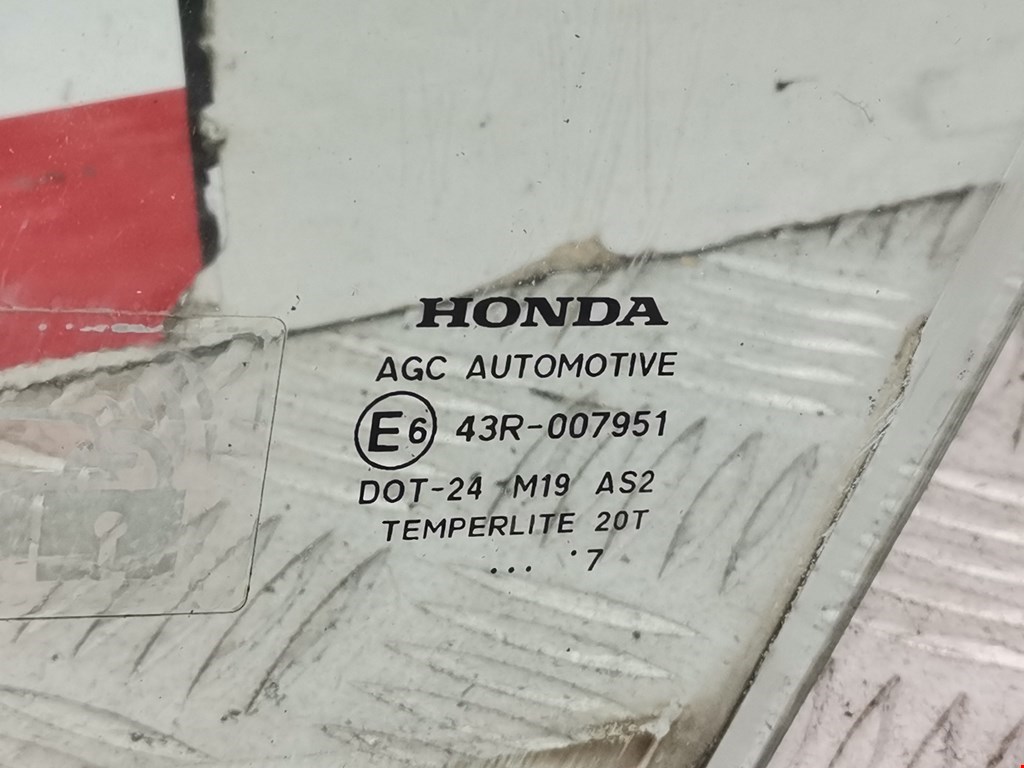 HONDA
AGC AUTOMOTIVE
E6 43R-007951
DOT-24 M19 AS2
TEMPERLITE 20T
... ˙7